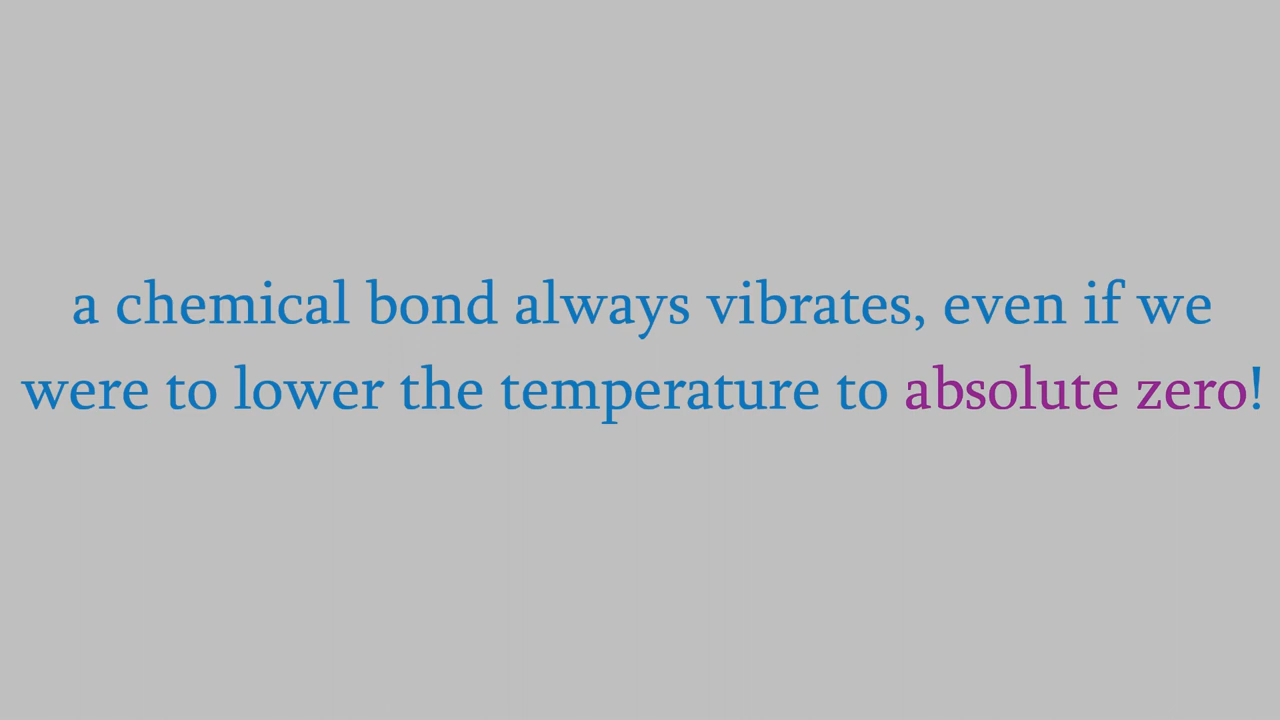 a chemical bond always vibrates, even if we
were to lower the temperature to absolute zero!